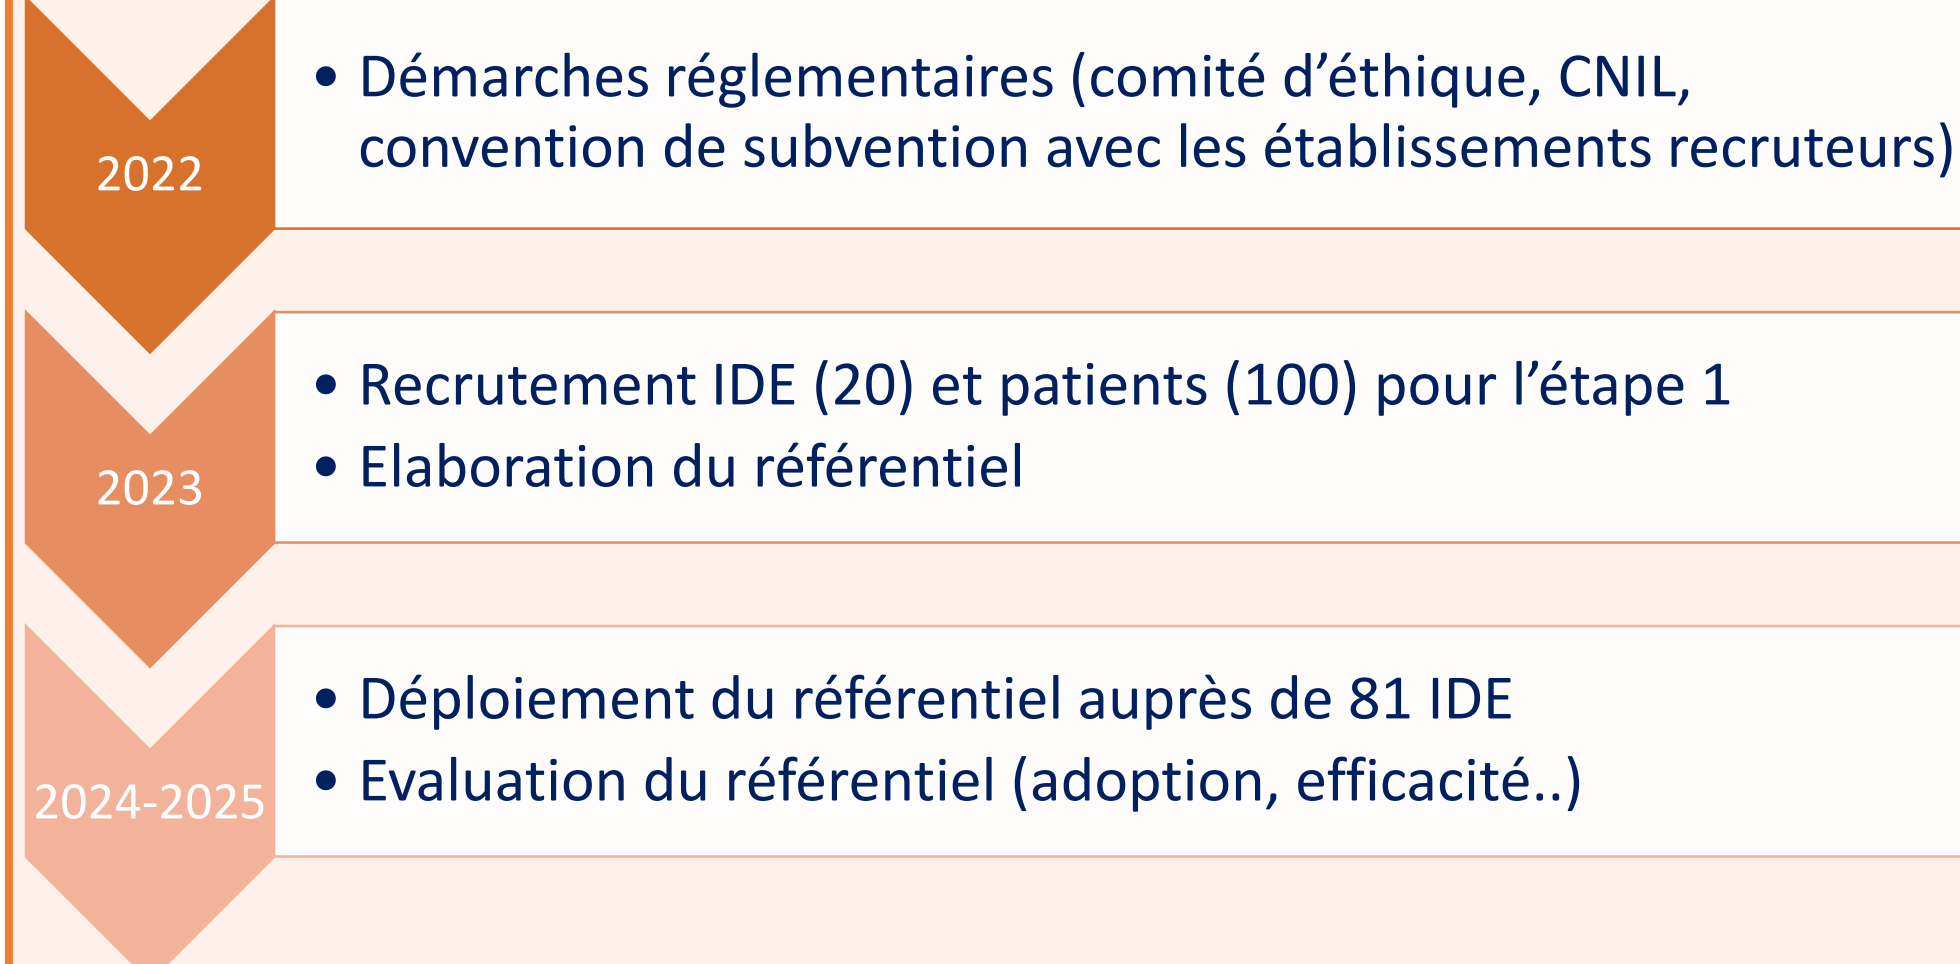 2022
• Démarches réglementaires (comité d’éthique, CNIL,
convention de subvention avec les établissements recruteurs)
2023
• Recrutement IDE (20) et patients (100) pour l’étape 1
• Elaboration du référentiel
2024-2025
• Déploiement du référentiel auprès de 81 IDE
• Evaluation du référentiel (adoption, efficacité..)